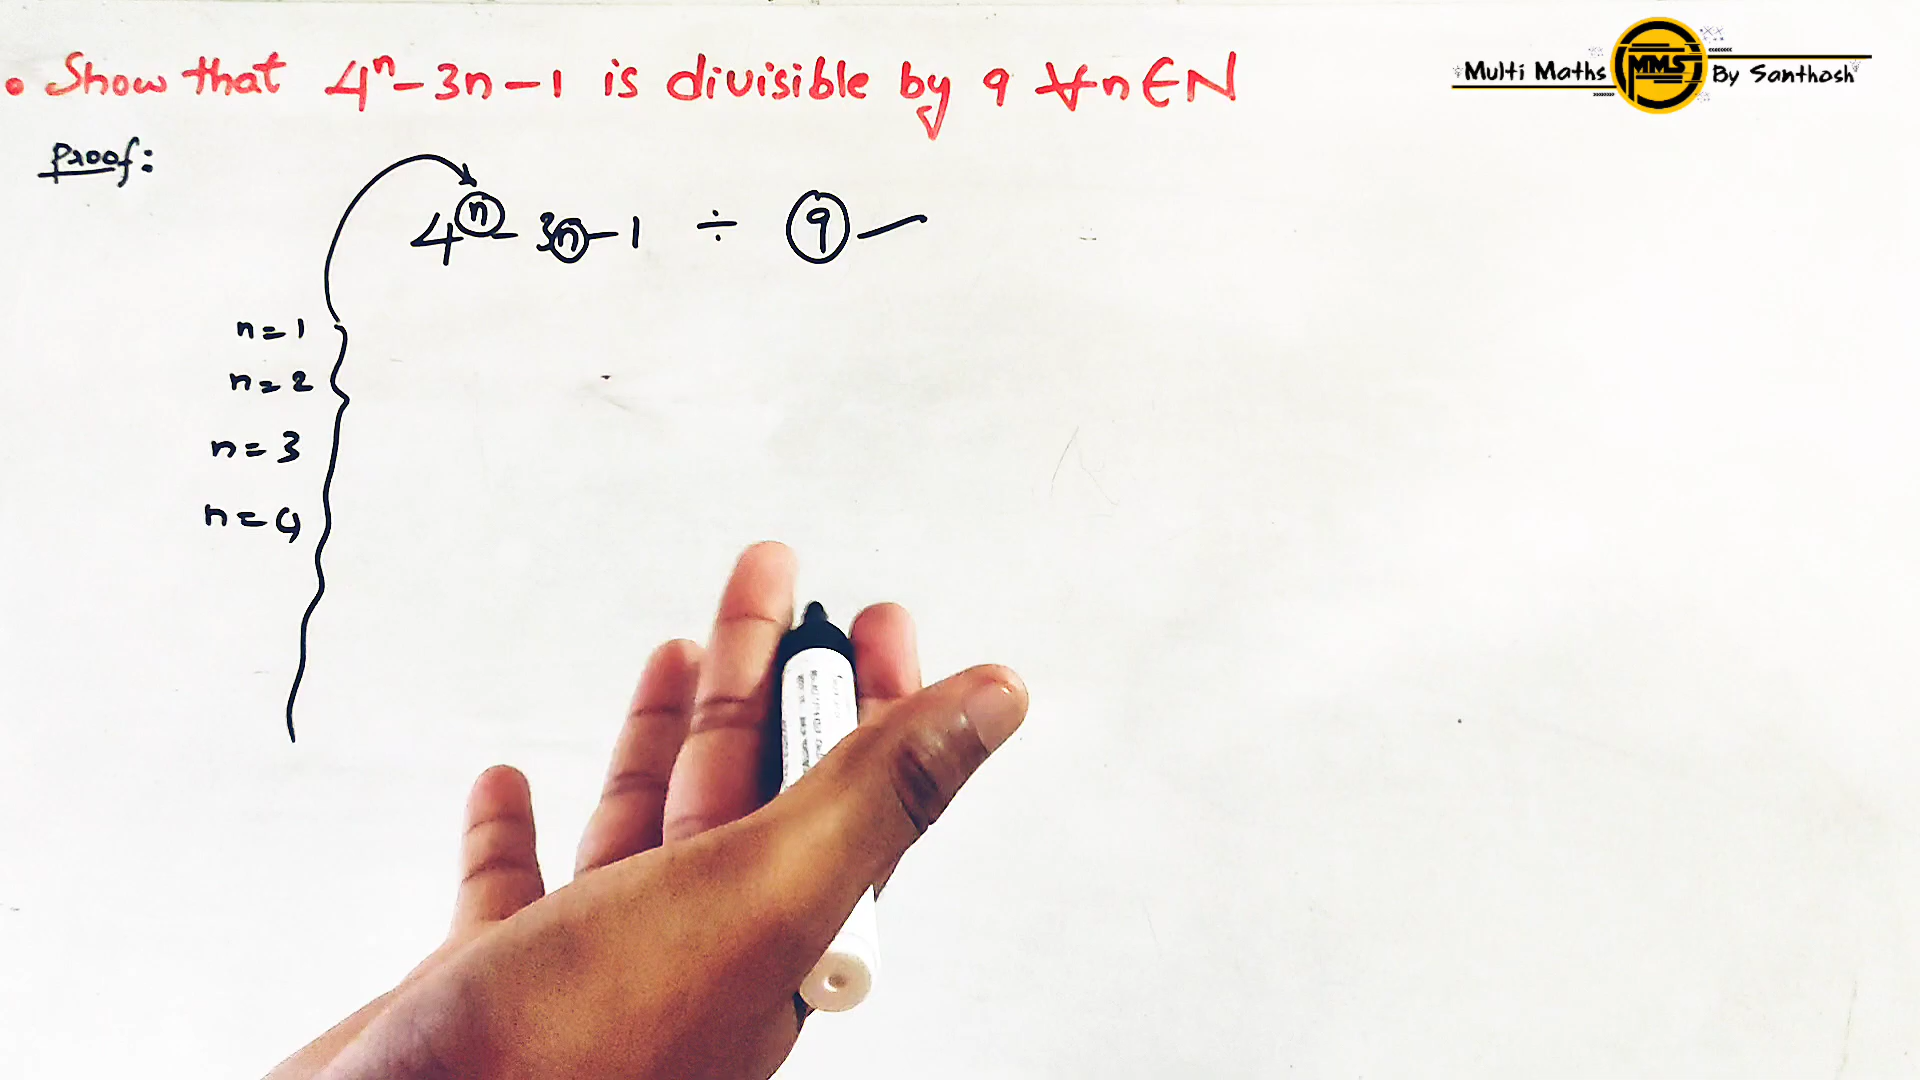 • Show that 4ⁿ-3n-1 is divisible by 9 ∀n∈N
Multi Maths MMS By Santhosh
Proof:
4ⁿ-3n-1 ÷ 9
n=1
n=2
n=3
n=4